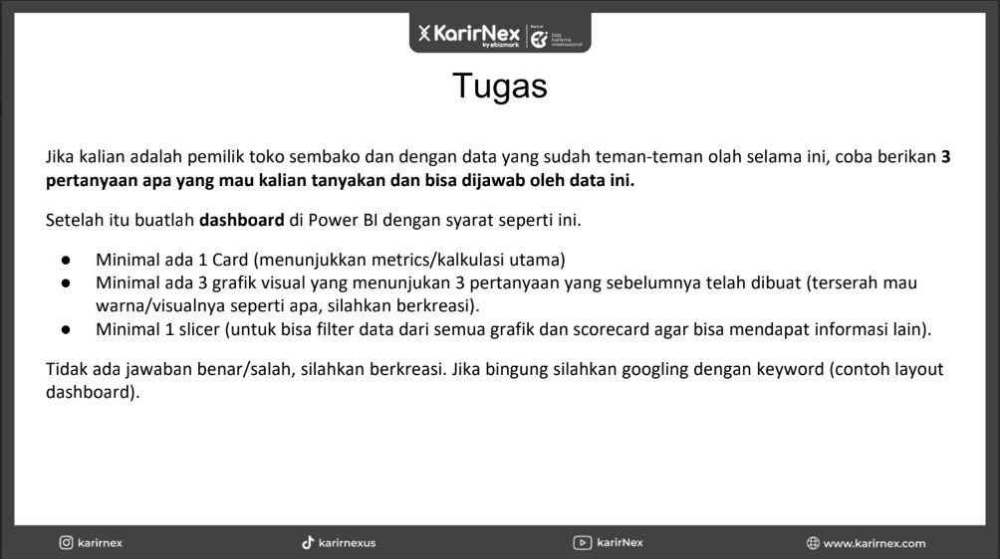 KarirNex
by ebizmark
Part of
Ebiz
Karisma
Internasional
Tugas
Jika kalian adalah pemilik toko sembako dan dengan data yang sudah teman-teman olah selama ini, coba berikan 3
pertanyaan apa yang mau kalian tanyakan dan bisa dijawab oleh data ini.
Setelah itu buatlah dashboard di Power BI dengan syarat seperti ini.
● Minimal ada 1 Card (menunjukkan metrics/kalkulasi utama)
● Minimal ada 3 grafik visual yang menunjukan 3 pertanyaan yang sebelumnya telah dibuat (terserah mau
warna/visualnya seperti apa, silahkan berkreasi).
● Minimal 1 slicer (untuk bisa filter data dari semua grafik dan scorecard agar bisa mendapat informasi lain).
Tidak ada jawaban benar/salah, silahkan berkreasi. Jika bingung silahkan googling dengan keyword (contoh layout
dashboard).
karirnex
karirnexus
karirNex
www.karirnex.com